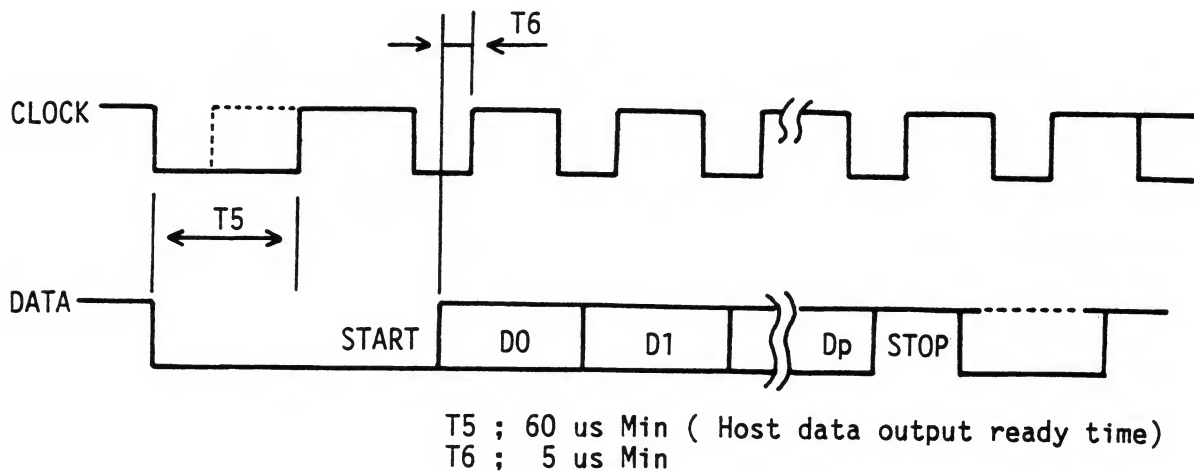 T6
CLOCK
T5
DATA
START D0 D1 Dp STOP
T5 ; 60 us Min ( Host data output ready time)
T6 ; 5 us Min